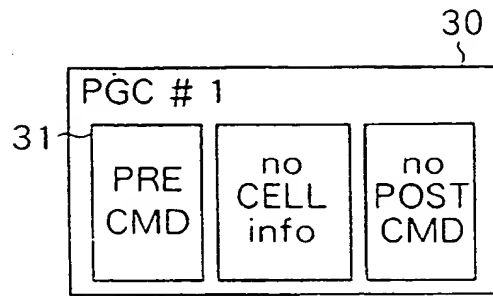 30
PGC # 1
31
PRE
CMD
no
CELL
info
no
POST
CMD